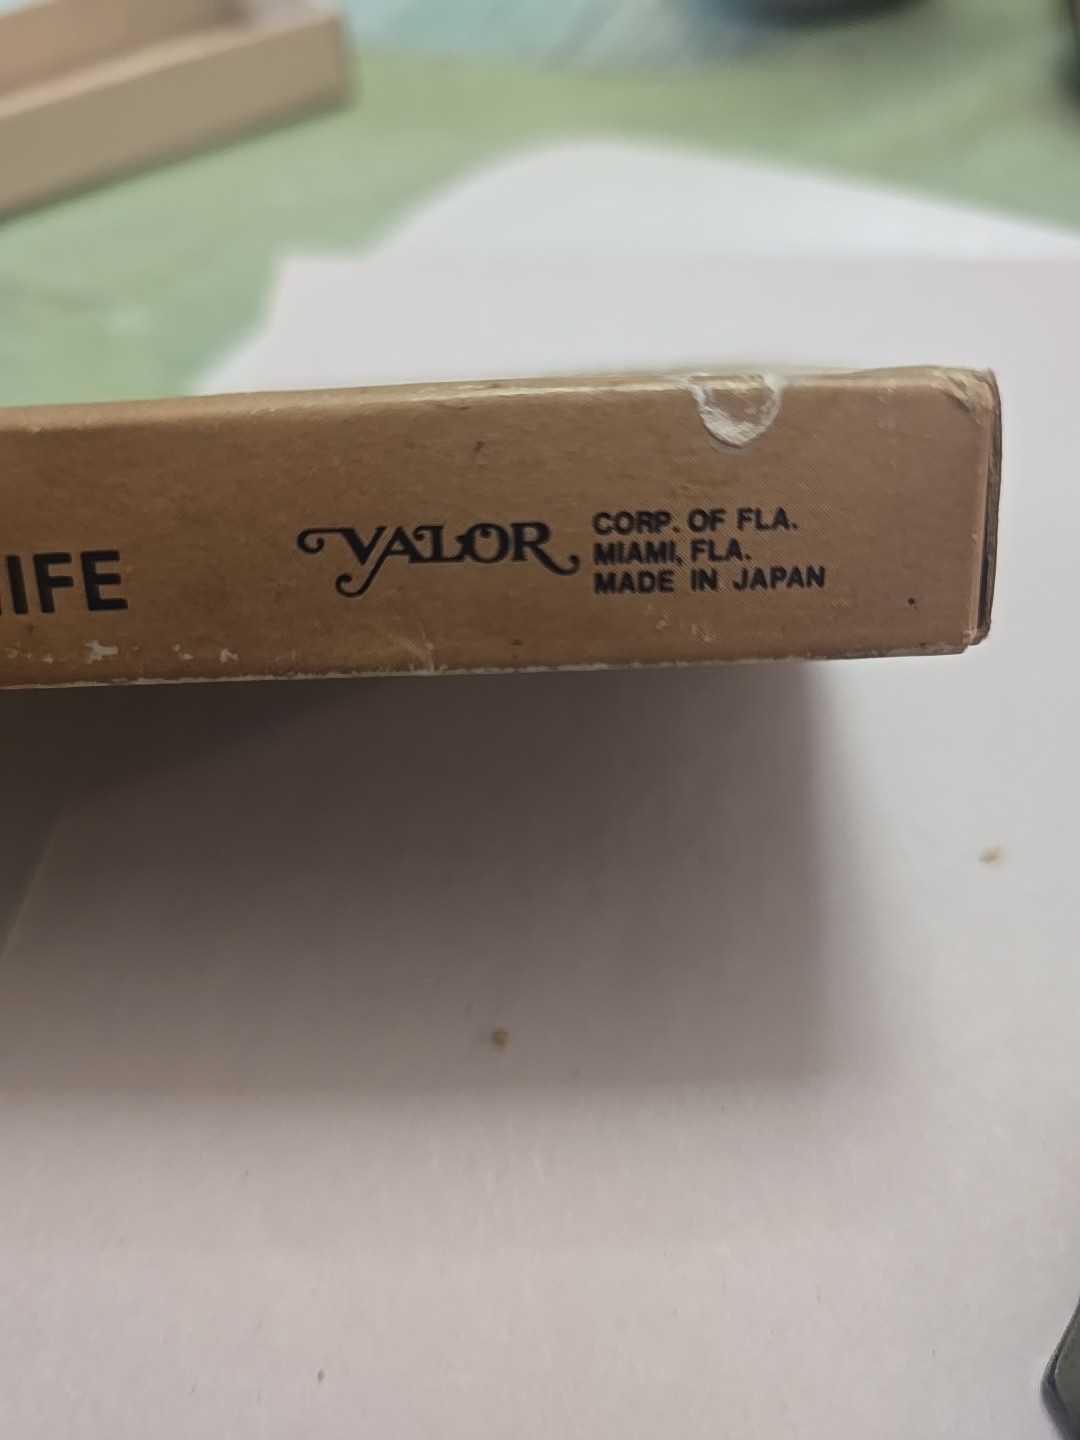 IFE
VALOR
CORP. OF FLA.
MIAMI, FLA.
MADE IN JAPAN